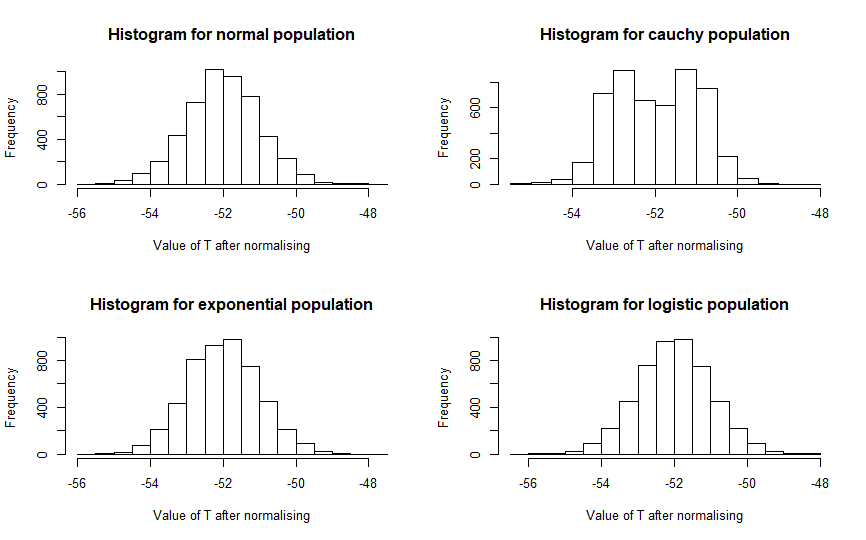 Histogram for normal population
Frequency
0
400
800
-56 -54 -52 -50 -48
Value of T after normalising
Histogram for cauchy population
Frequency
0
200
600
-54 -52 -50 -48
Value of T after normalising
Histogram for exponential population
Frequency
0
400
800
-56 -54 -52 -50 -48
Value of T after normalising
Histogram for logistic population
Frequency
0
400
800
-56 -54 -52 -50 -48
Value of T after normalising